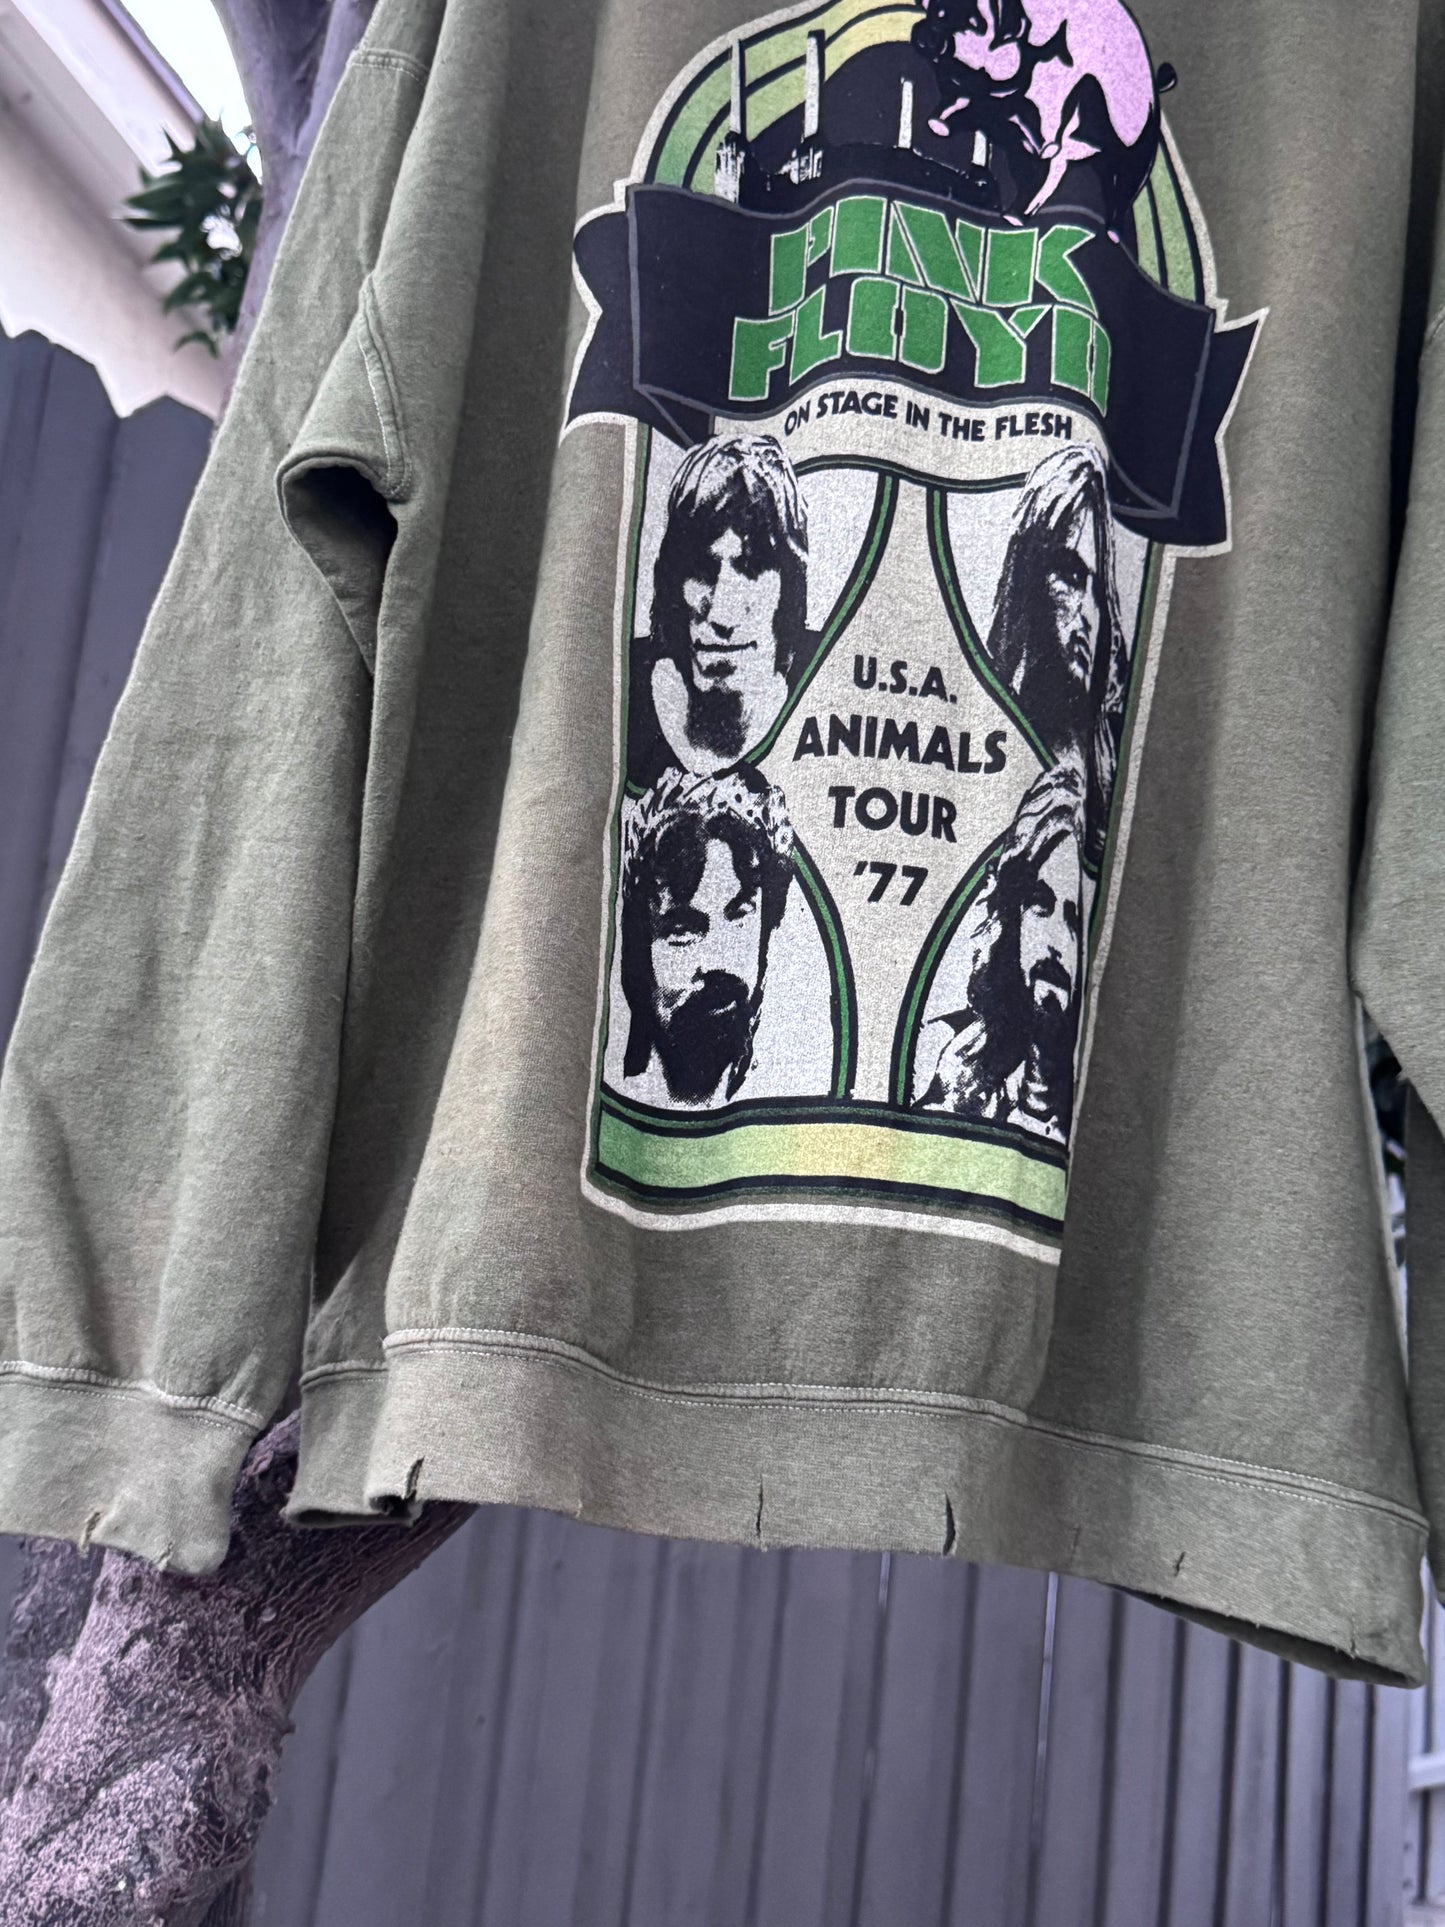 PINK
FLOYD
ON STAGE IN THE FLESH
U.S.A.
ANIMALS
TOUR
'77